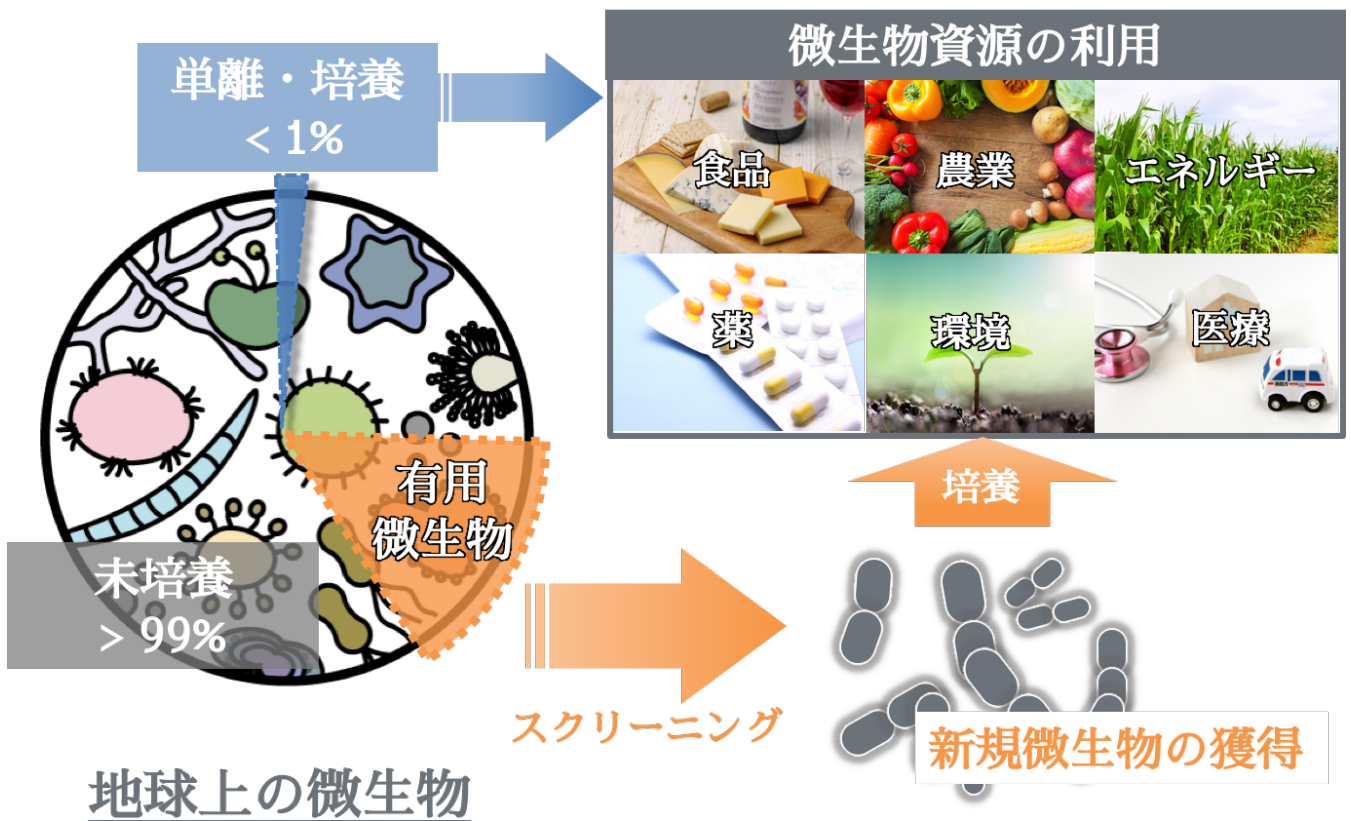 単離・培養
< 1%
微生物資源の利用
食品
農業
エネルギー
薬
環境
医療
有用
微生物
未培養
> 99%
培養
スクリーニング
新規微生物の獲得
地球上の微生物